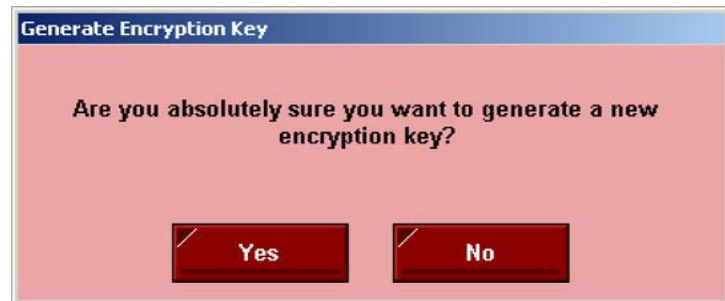 Generate Encryption Key
Are you absolutely sure you want to generate a new
encryption key?
Yes
No